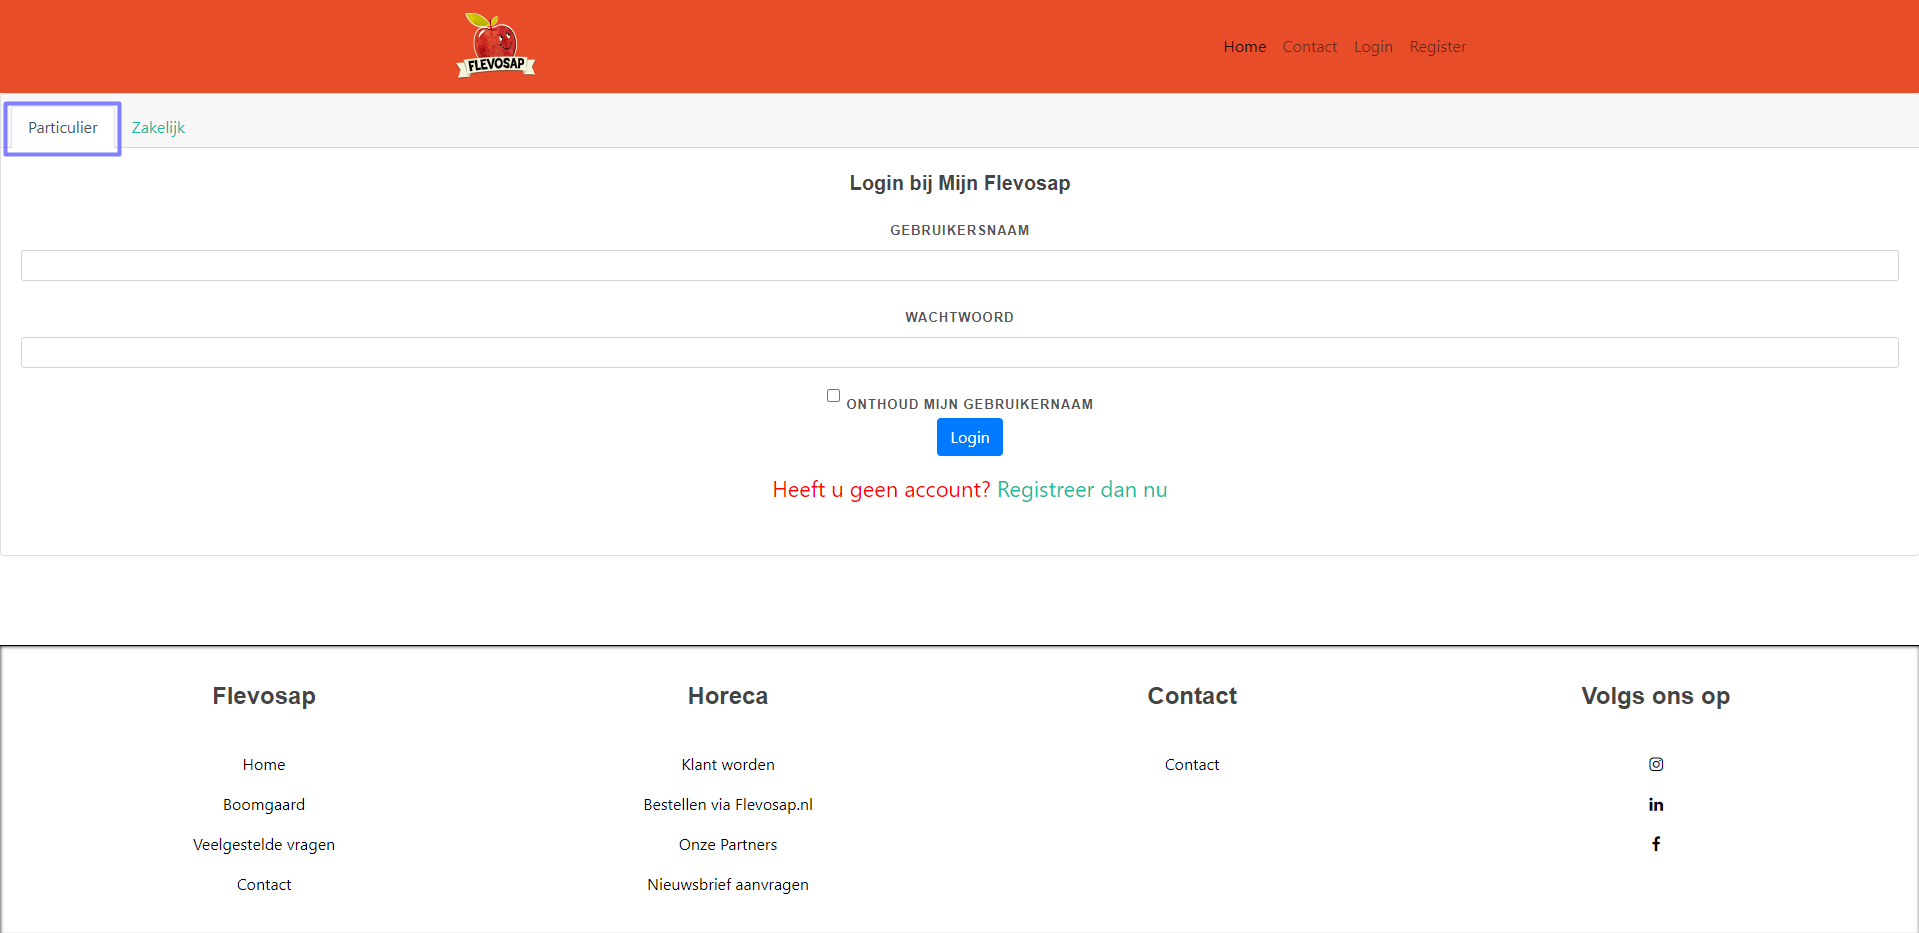 FLEVOSAP
Home Contact Login Register
Particulier Zakelijk
Login bij Mijn Flevosap
GEBRUIKERSNAAM
WACHTWOORD
ONTHOUD MIJN GEBRUIKERNAAM
Login
Heeft u geen account? Registreer dan nu
Flevosap
Home
Boomgaard
Veelgestelde vragen
Contact
Horeca
Klant worden
Bestellen via Flevosap.nl
Onze Partners
Nieuwsbrief aanvragen
Contact
Contact
Volgs ons op